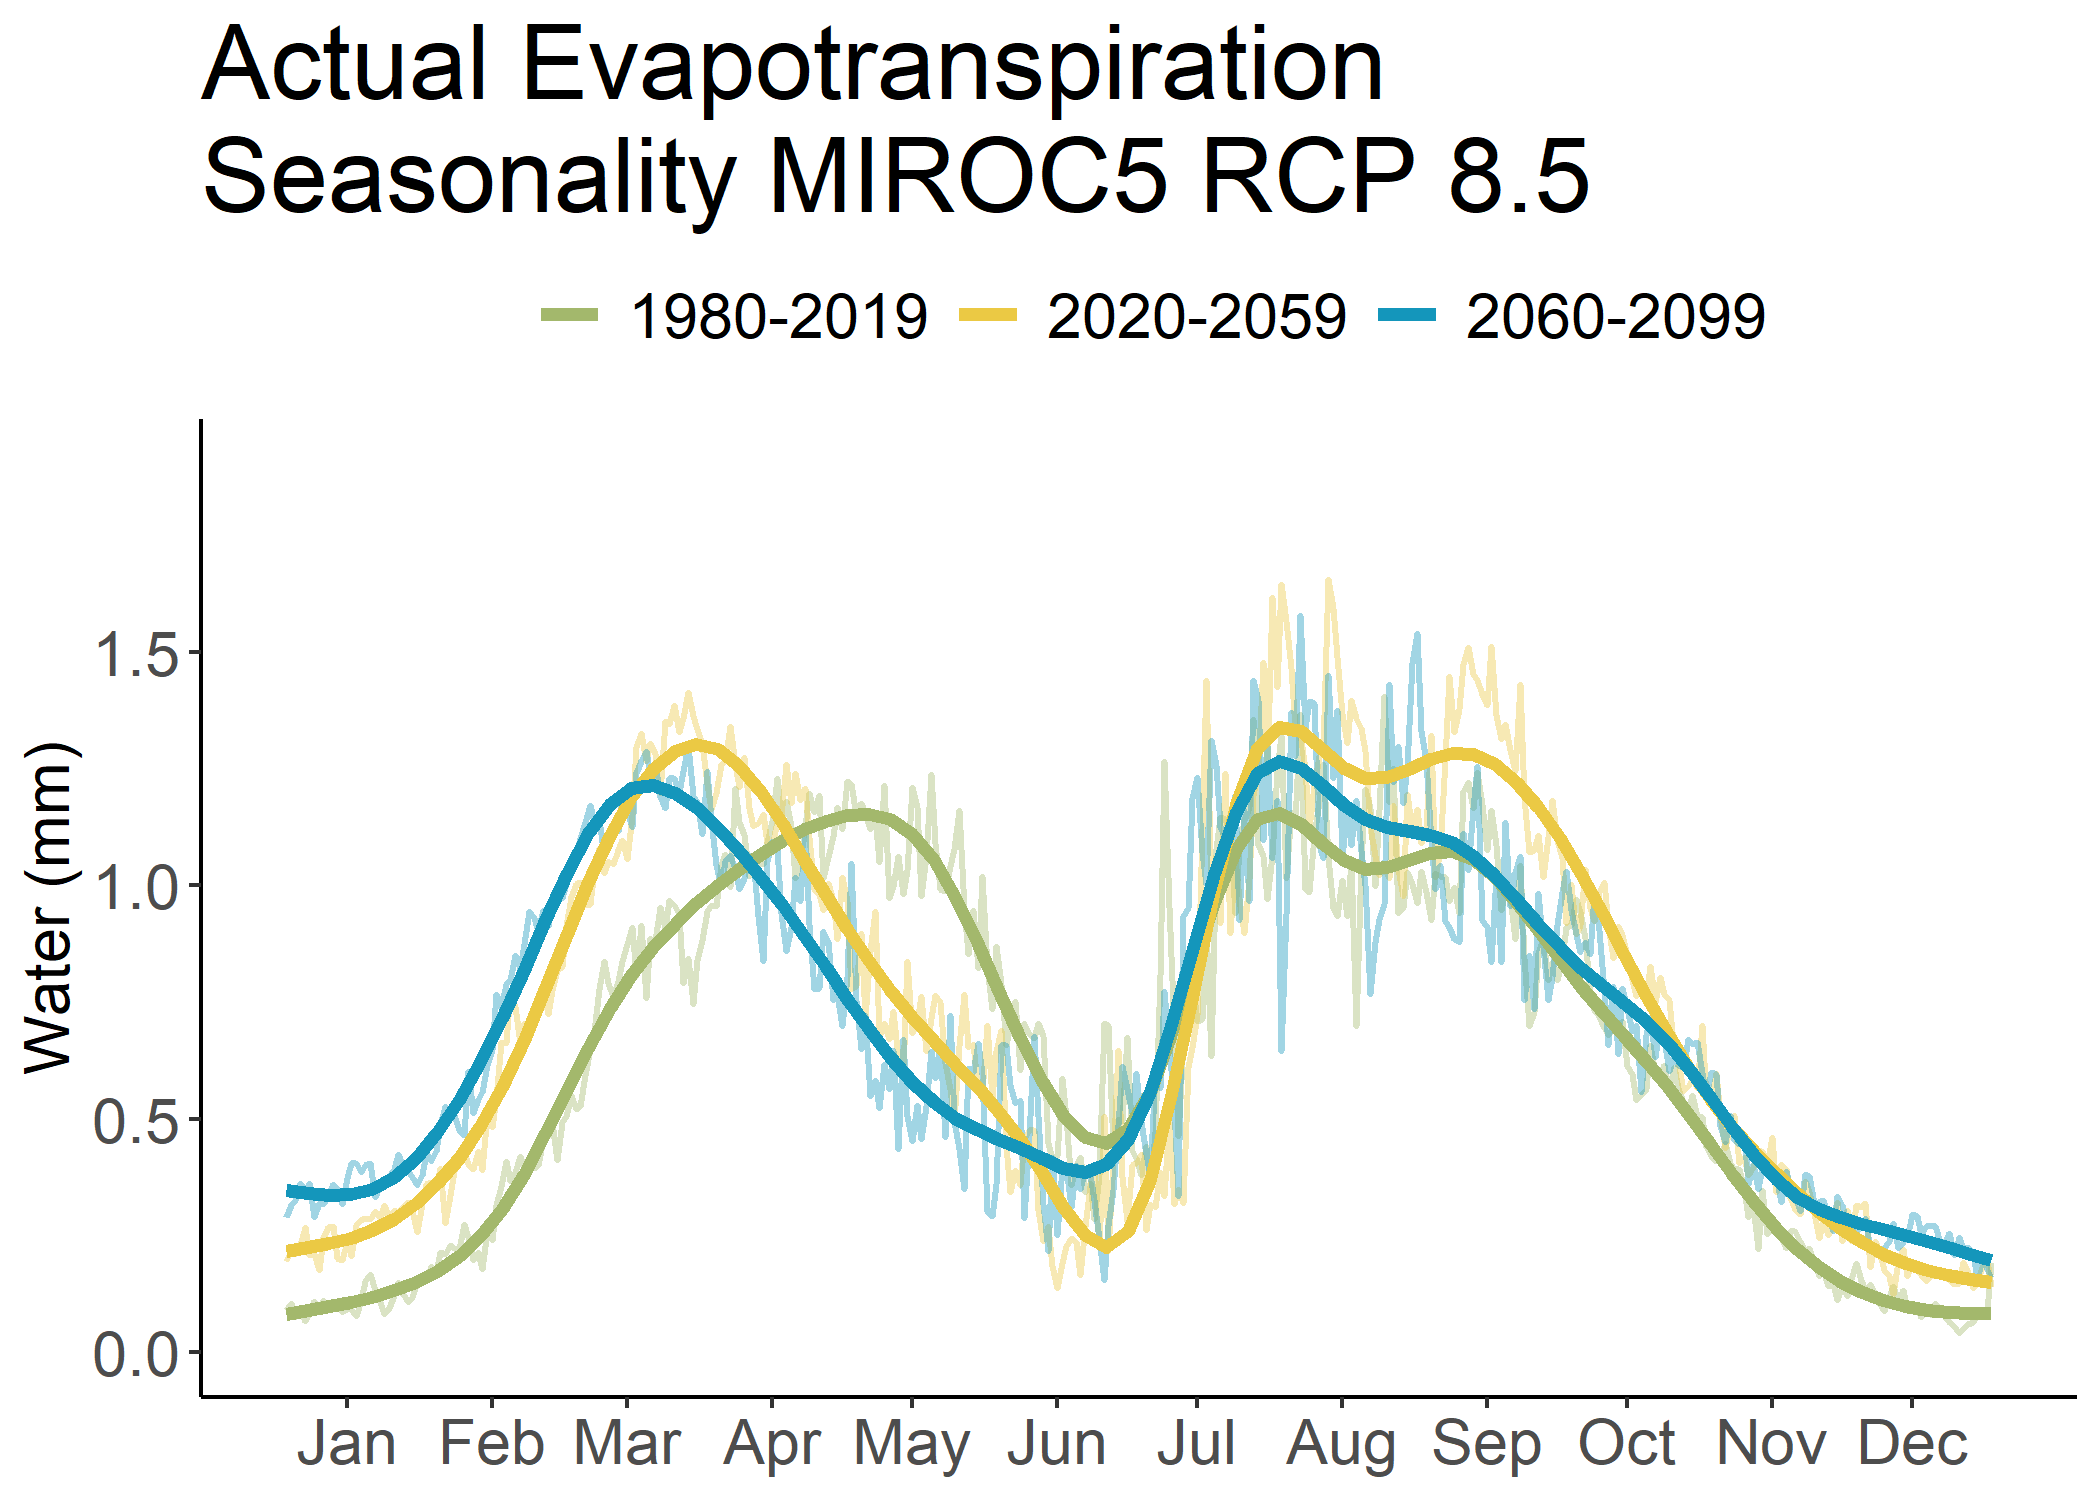 Actual Evapotranspiration
Seasonality MIROC5 RCP 8.5
1980-2019 2020-2059 2060-2099
Water (mm)
1.5
1.0
0.5
0.0
Jan Feb Mar Apr May Jun Jul Aug Sep Oct Nov Dec